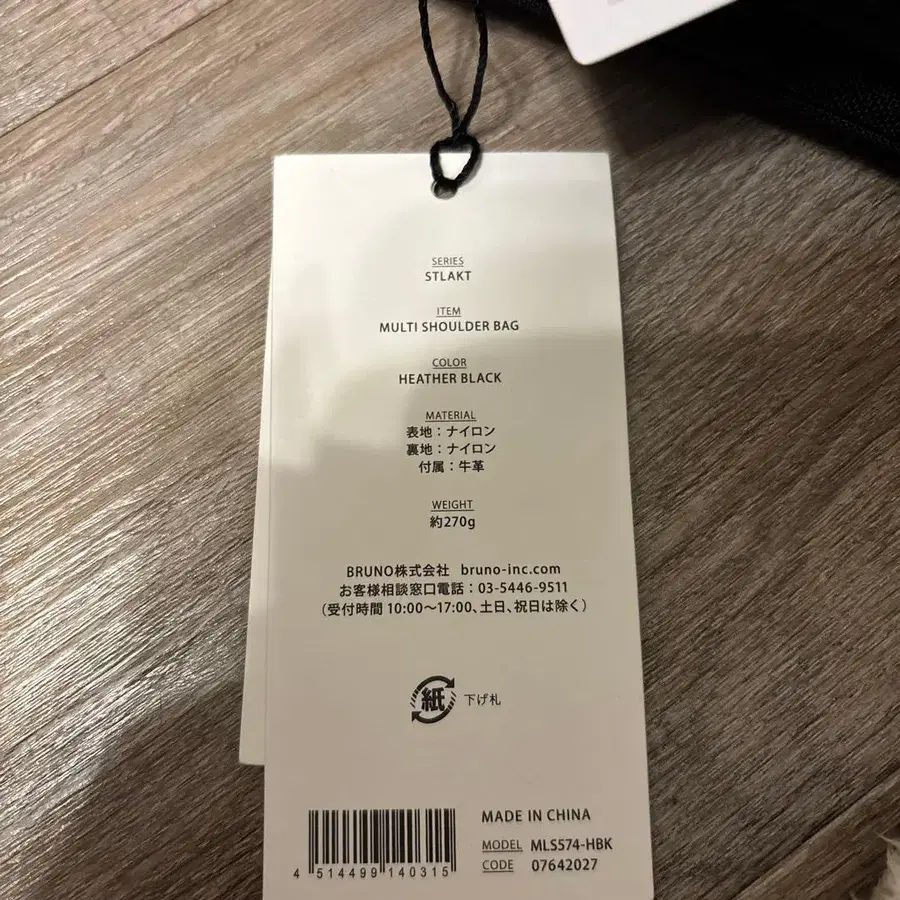 SERIES
STLAKT
ITEM
MULTI SHOULDER BAG
COLOR
HEATHER BLACK
MATERIAL
表地：ナイロン
裏地：ナイロン
付属：牛革
WEIGHT
約270g
BRUNO株式会社 bruno-inc.com
お客様相談窓口電話：03-5446-9511
（受付時間 10:00〜17:00、土日、祝日は除く）
紙 下げ札
MADE IN CHINA
MODEL MLS574-HBK
CODE 07642027
4 514499 140315